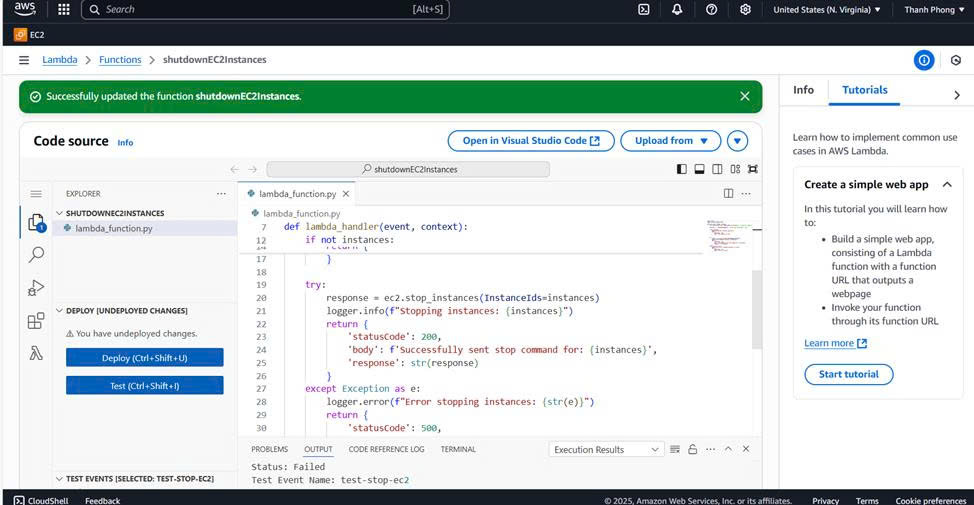 aws
Search [Alt+S] United States (N. Virginia) Thanh Phong
EC2
Lambda > Functions > shutdownEC2Instances
Successfully updated the function shutdownEC2Instances.
Code source Info
Open in Visual Studio Code Upload from
shutdownEC2Instances
EXPLORER
SHUTDOWNEC2INSTANCES
lambda_function.py
1
DEPLOY [UNDEPLOYED CHANGES]
You have undeployed changes.
Deploy (Ctrl+Shift+U)
Test (Ctrl+Shift+I)
TEST EVENTS [SELECTED: TEST-STOP-EC2]
lambda_function.py
lambda_function.py
7 def lambda_handler(event, context):
12 if not instances:
14 return {
17 }
18
19 try:
20 response = ec2.stop_instances(InstanceIds=instances)
21 logger.info(f"Stopping instances: {instances}")
22 return {
23 'statusCode': 200,
24 'body': f'Successfully sent stop command for: {instances}',
25 'response': str(response)
26 }
27 except Exception as e:
28 logger.error(f"Error stopping instances: {str(e)}")
29 return {
30 'statusCode': 500,
PROBLEMS OUTPUT CODE REFERENCE LOG TERMINAL Execution Results
Status: Failed
Test Event Name: test-stop-ec2
Info Tutorials
Learn how to implement common use
cases in AWS Lambda.
Create a simple web app
In this tutorial you will learn how
to:
• Build a simple web app,
consisting of a Lambda
function with a function
URL that outputs a
webpage
• Invoke your function
through its function URL
Learn more
Start tutorial
CloudShell Feedback © 2025, Amazon Web Services, Inc. or its affiliates. Privacy Terms Cookie preferences